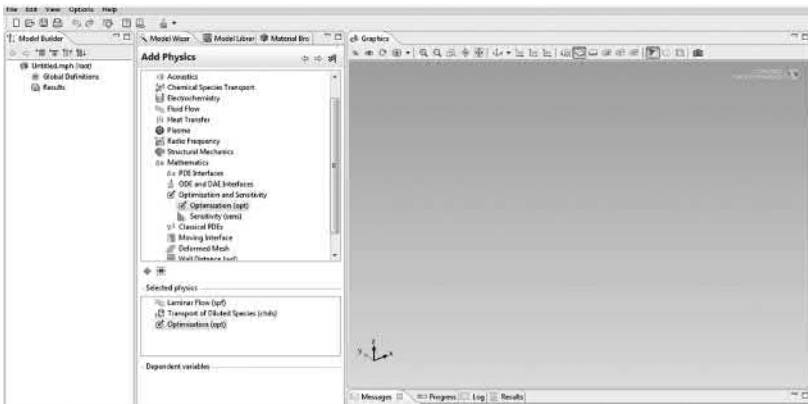 File Edit View Options Help
Model Builder
Untitled.mph (root)
Global Definitions
Results
Model Wizar
Model Librar
Material Bro
Add Physics
Acoustics
Chemical Species Transport
Electrochemistry
Fluid Flow
Heat Transfer
Plasma
Radio Frequency
Structural Mechanics
Mathematics
PDE Interfaces
ODE and DAE Interfaces
Optimization and Sensitivity
Optimization (opt)
Sensitivity (sens)
Classical PDEs
Moving Interface
Deformed Mesh
Wall Distance (wd)
Selected physics
Laminar Flow (spf)
Transport of Diluted Species (chds)
Optimization (opt)
Dependent variables
Graphics
z
y
x
Messages
Progress
Log
Results